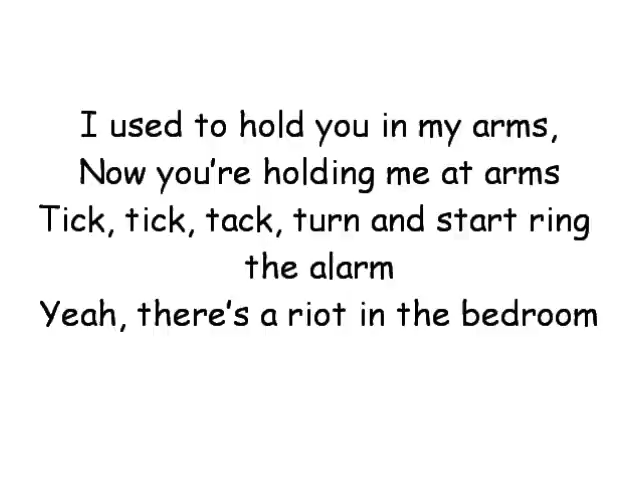 I used to hold you in my arms,
Now you're holding me at arms
Tick, tick, tack, turn and start ring
the alarm
Yeah, there's a riot in the bedroom